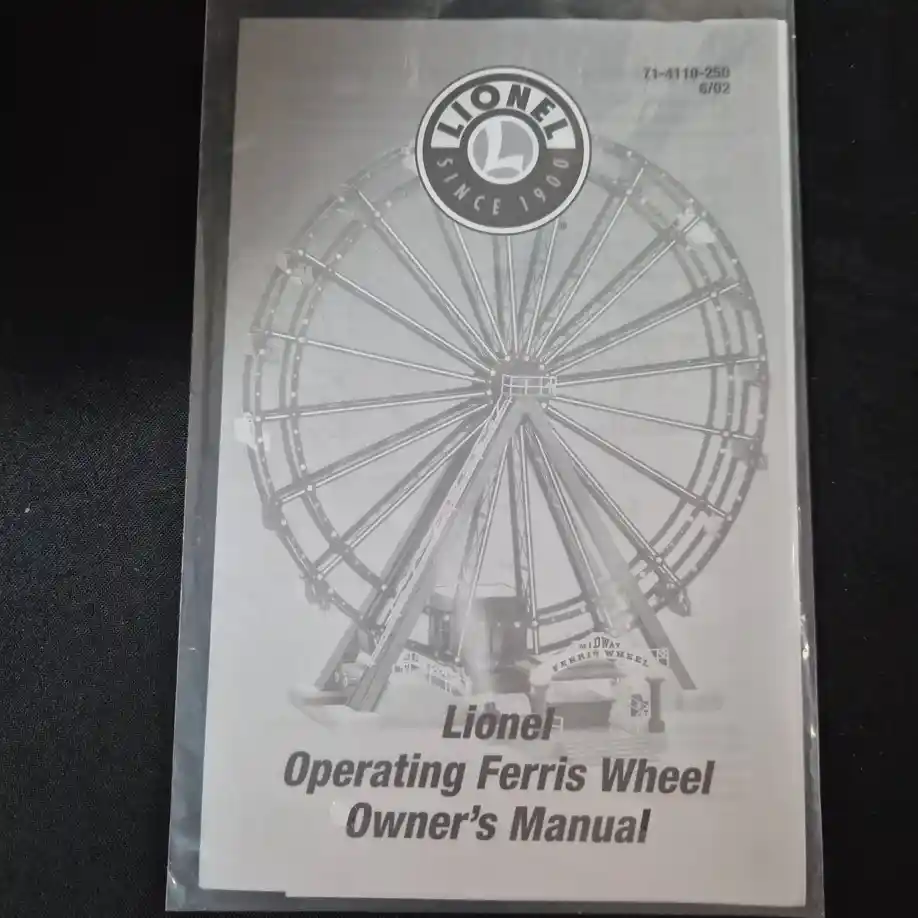 71-4110-250
6/02
LIONEL
L
SINCE 1900
MIDWAY
FERRIS WHEEL
Lionel
Operating Ferris Wheel
Owner's Manual